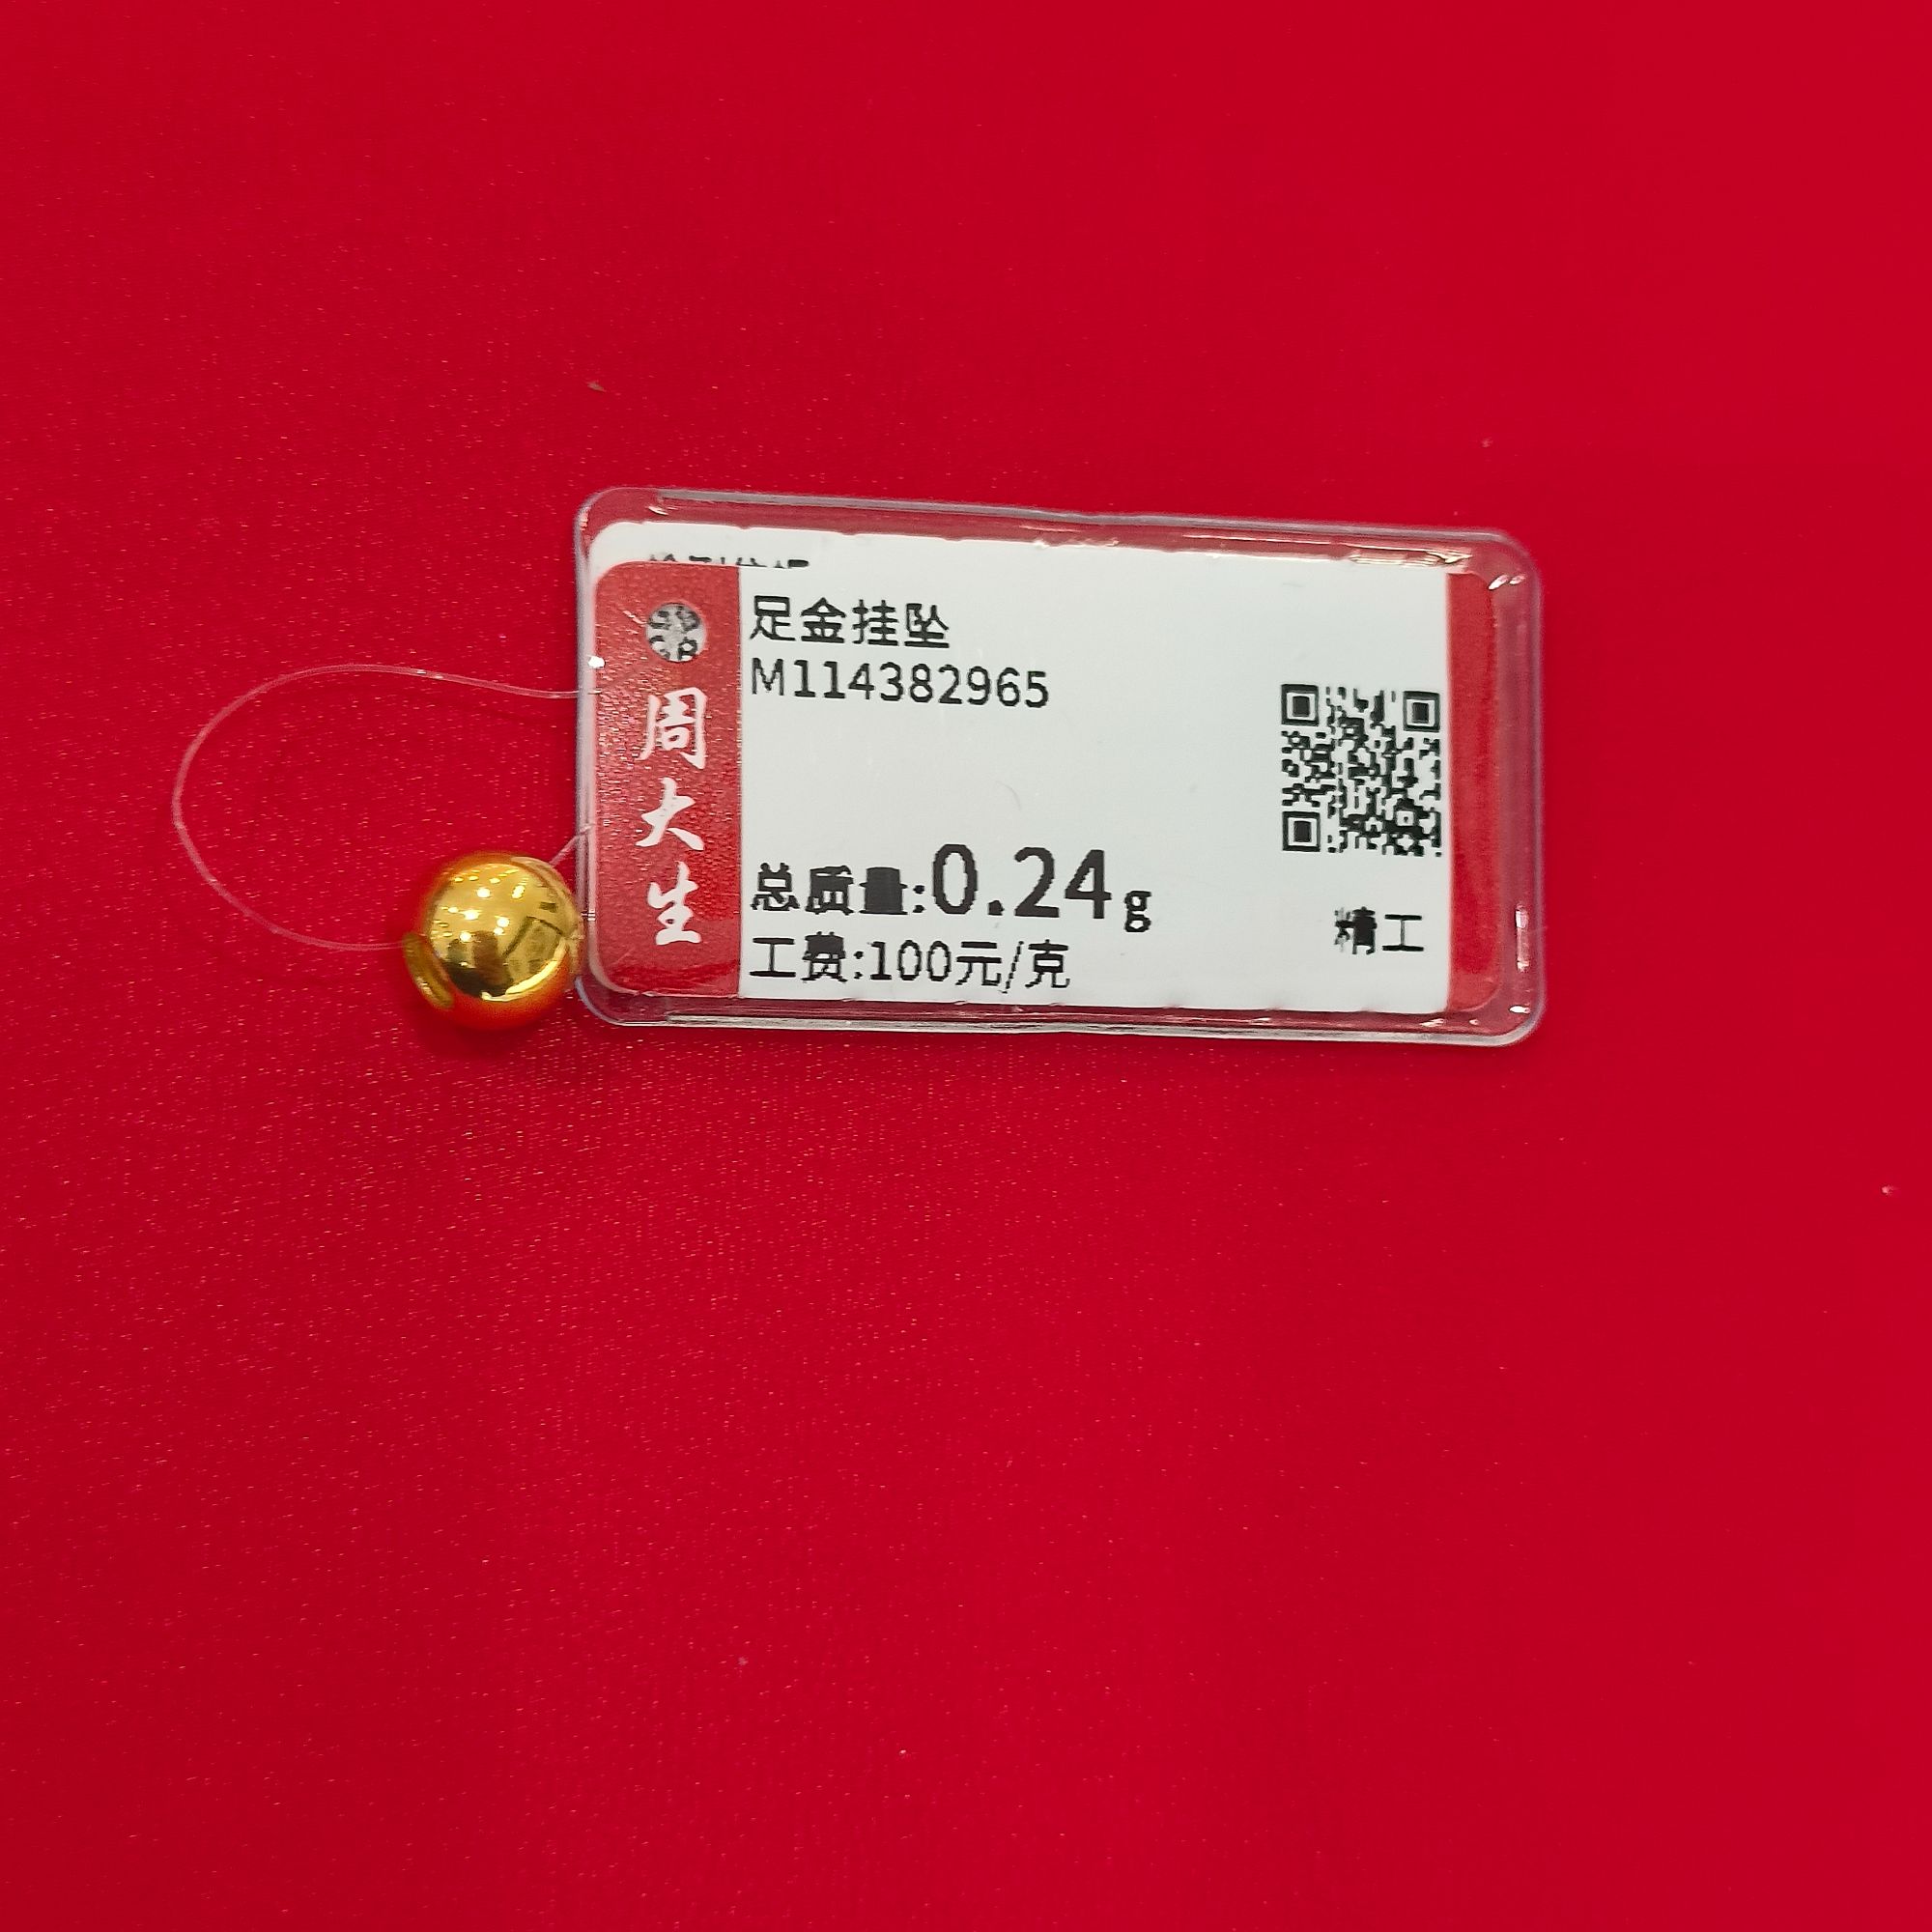 周大生
足金挂坠
M114382965
总质量:0.24g
工费:100元/克
精工